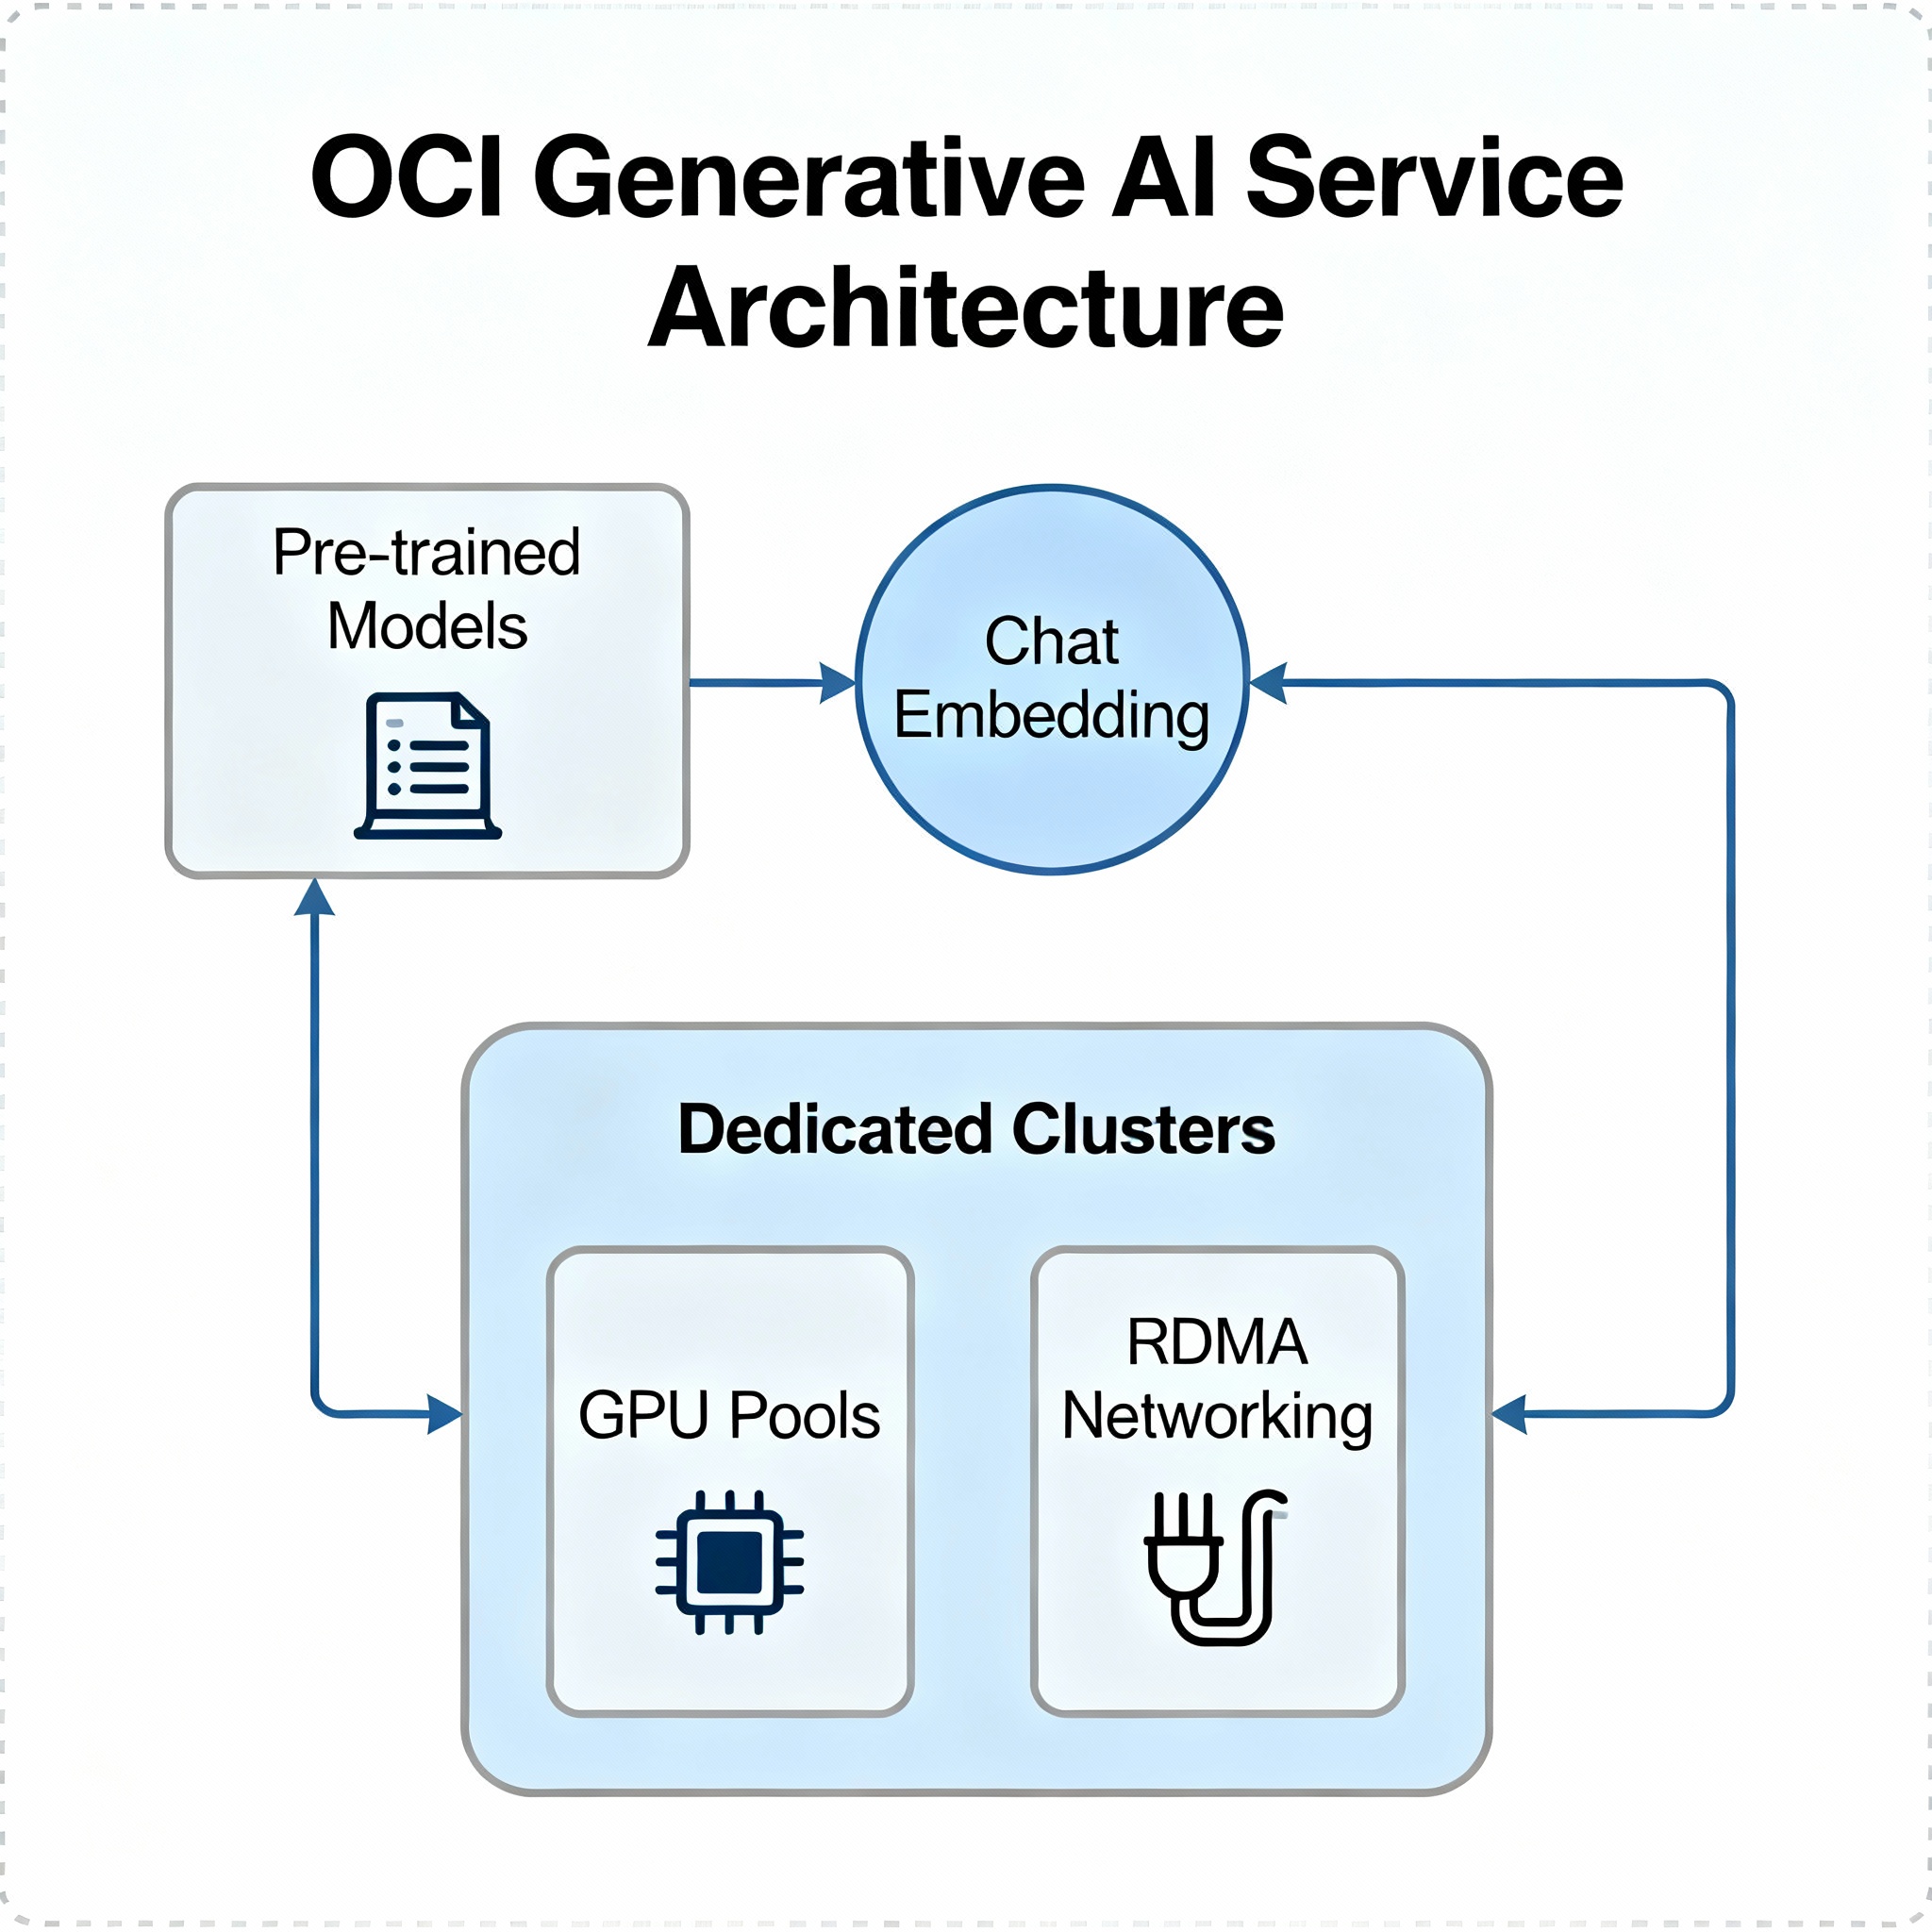 OCI Generative AI Service
Architecture
Pre-trained
Models
Chat
Embedding
Dedicated Clusters
GPU Pools
RDMA
Networking